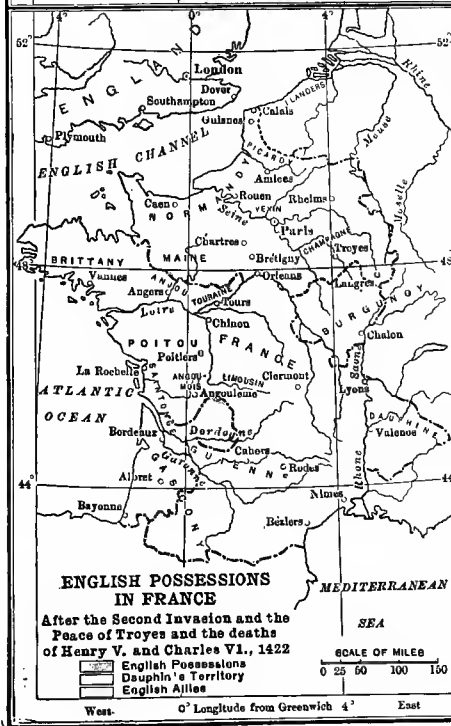 4°
0°
4°
52°
52°
ENGLAND
London
Dover
Southampton
Calais
FLANDERS
Rhine
Guisnes
Plymouth
ENGLISH CHANNEL
PICARDY
Meuse
Amiens
NORMANDY
Rouen
Rheims
Moselle
Caen
Seine
VEXIN
Paris
CHAMPAGNE
Chartres
Troyes
48°
BRITTANY
MAINE
Brétigny
48
Vannes
Orleans
Langres
ANJOU
Angers
TOURAINE
Tours
BURGUNDY
Loire
Chinon
Chalon
POITOU
FRANCE
Poitiers
Saone
La Rochelle
ANGOU-
MOIS
LIMOUSIN
Clermont
Lyons
ATLANTIC
OCEAN
SAINTONGE
Angouleme
DAUPHINE
Bordeaux
Dordogne
Valence
Cahors
GUIENNE
Garonne
Rodes
Rhone
44°
Albret
GASCONY
Nimes
Bayonne
Béziers
ENGLISH POSSESSIONS
IN FRANCE
MEDITERRANEAN
SEA
After the Second Invasion and the
Peace of Troyes and the deaths
of Henry V. and Charles VI., 1422
English Possessions
Dauphin's Territory
English Allies
SCALE OF MILES
0 25 50 100 150
West. 0° Longitude from Greenwich 4° East